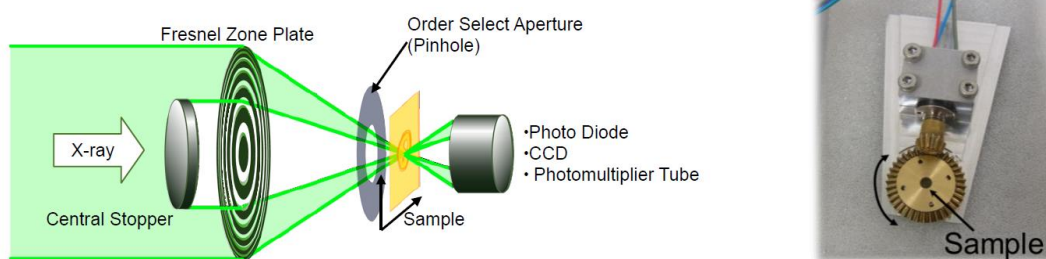 Fresnel Zone Plate
Order Select Aperture
(Pinhole)
X-ray
•Photo Diode
•CCD
• Photomultiplier Tube
Central Stopper
Sample
Sample